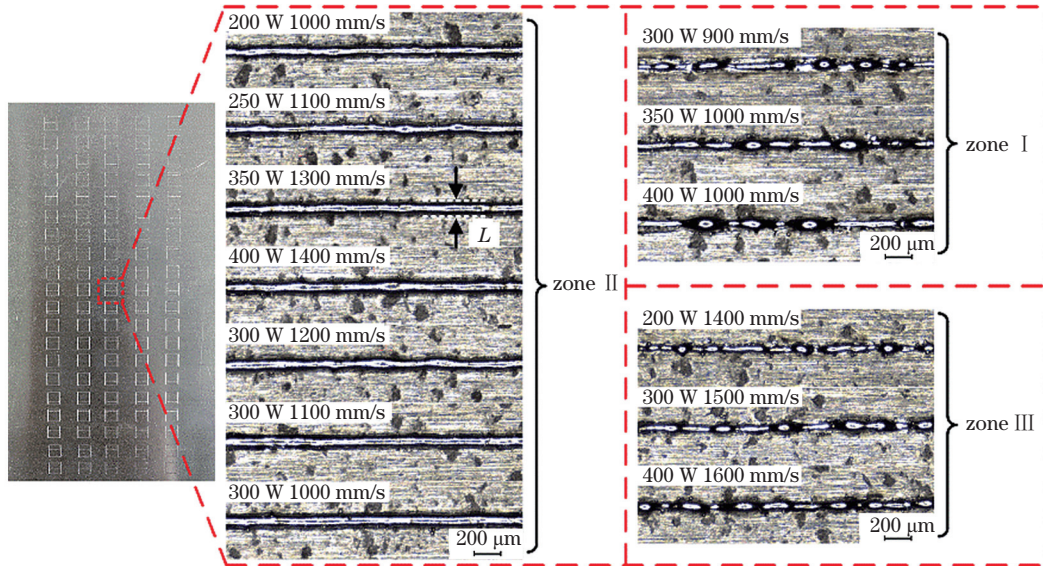 200 W 1000 mm/s
250 W 1100 mm/s
350 W 1300 mm/s
L
400 W 1400 mm/s
300 W 1200 mm/s
300 W 1100 mm/s
300 W 1000 mm/s
200 μm
zone Ⅱ
300 W 900 mm/s
350 W 1000 mm/s
400 W 1000 mm/s
200 μm
zone Ⅰ
200 W 1400 mm/s
300 W 1500 mm/s
400 W 1600 mm/s
200 μm
zone Ⅲ